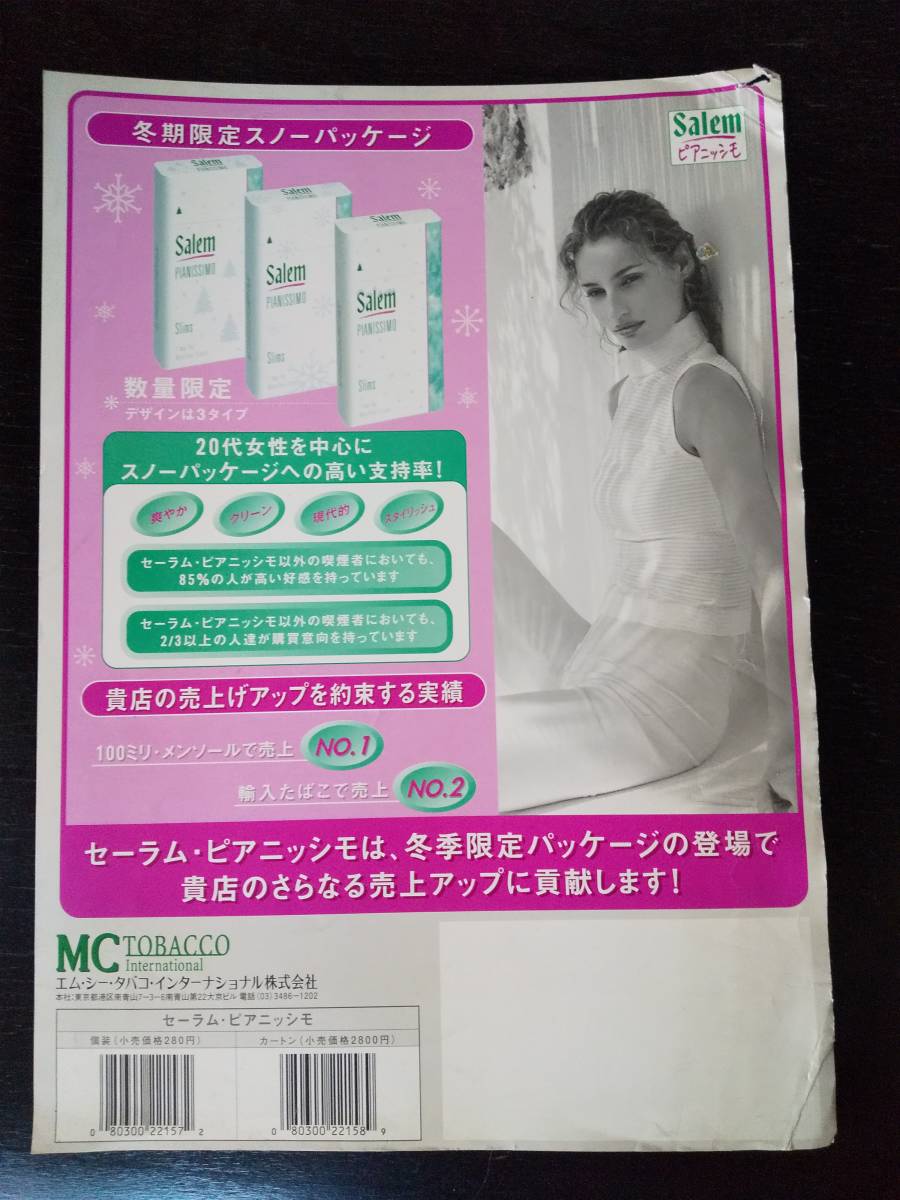 冬期限定スノーパッケージ
Salem
ピアニッシモ
Salem
Salem
PIANISSIMO
Slims
Salem
Salem
PIANISSIMO
Slims
Salem
Salem
PIANISSIMO
Slims
数量限定
デザインは3タイプ
20代女性を中心に
スノーパッケージへの高い支持率!
爽やか
クリーン
現代的
スタイリッシュ
セーラム・ピアニッシモ以外の喫煙者においても、
85%の人が高い好感を持っています
セーラム・ピアニッシモ以外の喫煙者においても、
2/3以上の人達が購買意向を持っています
貴店の売上げアップを約束する実績
100ミリ・メンソールで売上 NO.1
輸入たばこで売上 NO.2
セーラム・ピアニッシモは、冬季限定パッケージの登場で
貴店のさらなる売上アップに貢献します!
MC TOBACCO
International
エム・シー・タバコ・インターナショナル株式会社
本社:東京都港区南青山7-3-6南青山第22大京ビル 電話(03)3486-1202
セーラム・ピアニッシモ
個装(小売価格280円)
カートン(小売価格2800円)
0 80300 22157 2
0 80300 22158 9